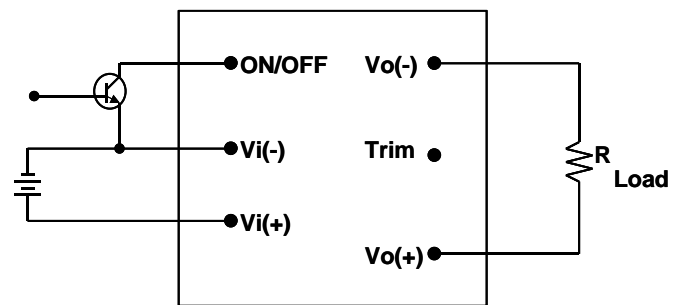 ON/OFF
Vo(-)
Vi(-)
Trim
R
Load
Vi(+)
Vo(+)